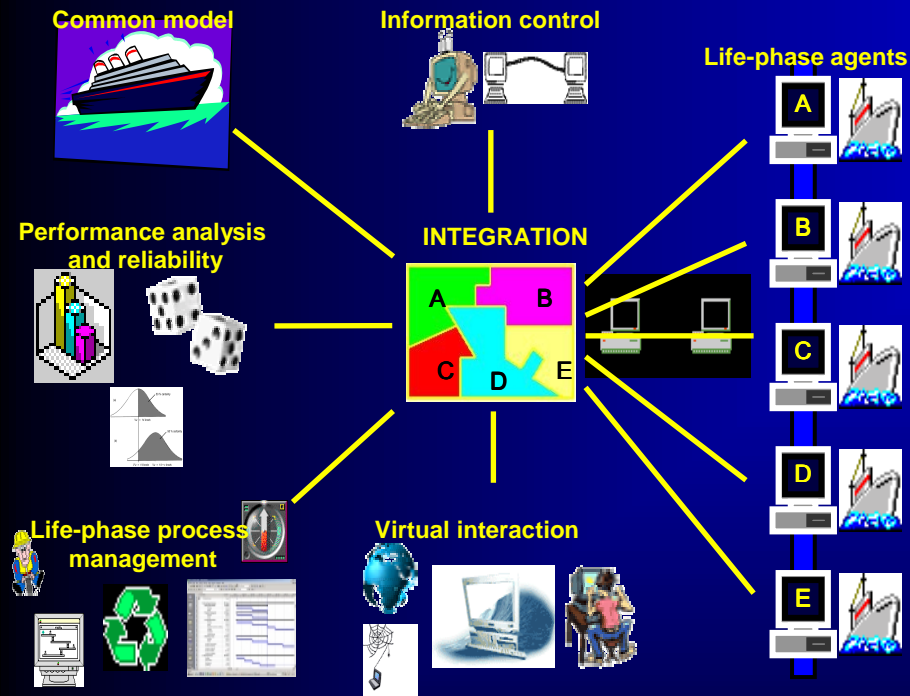 Common model
Information control
Life-phase agents
A
B
C
D
E
Performance analysis
and reliability
INTEGRATION
A
B
C
D
E
Life-phase process
management
Virtual interaction